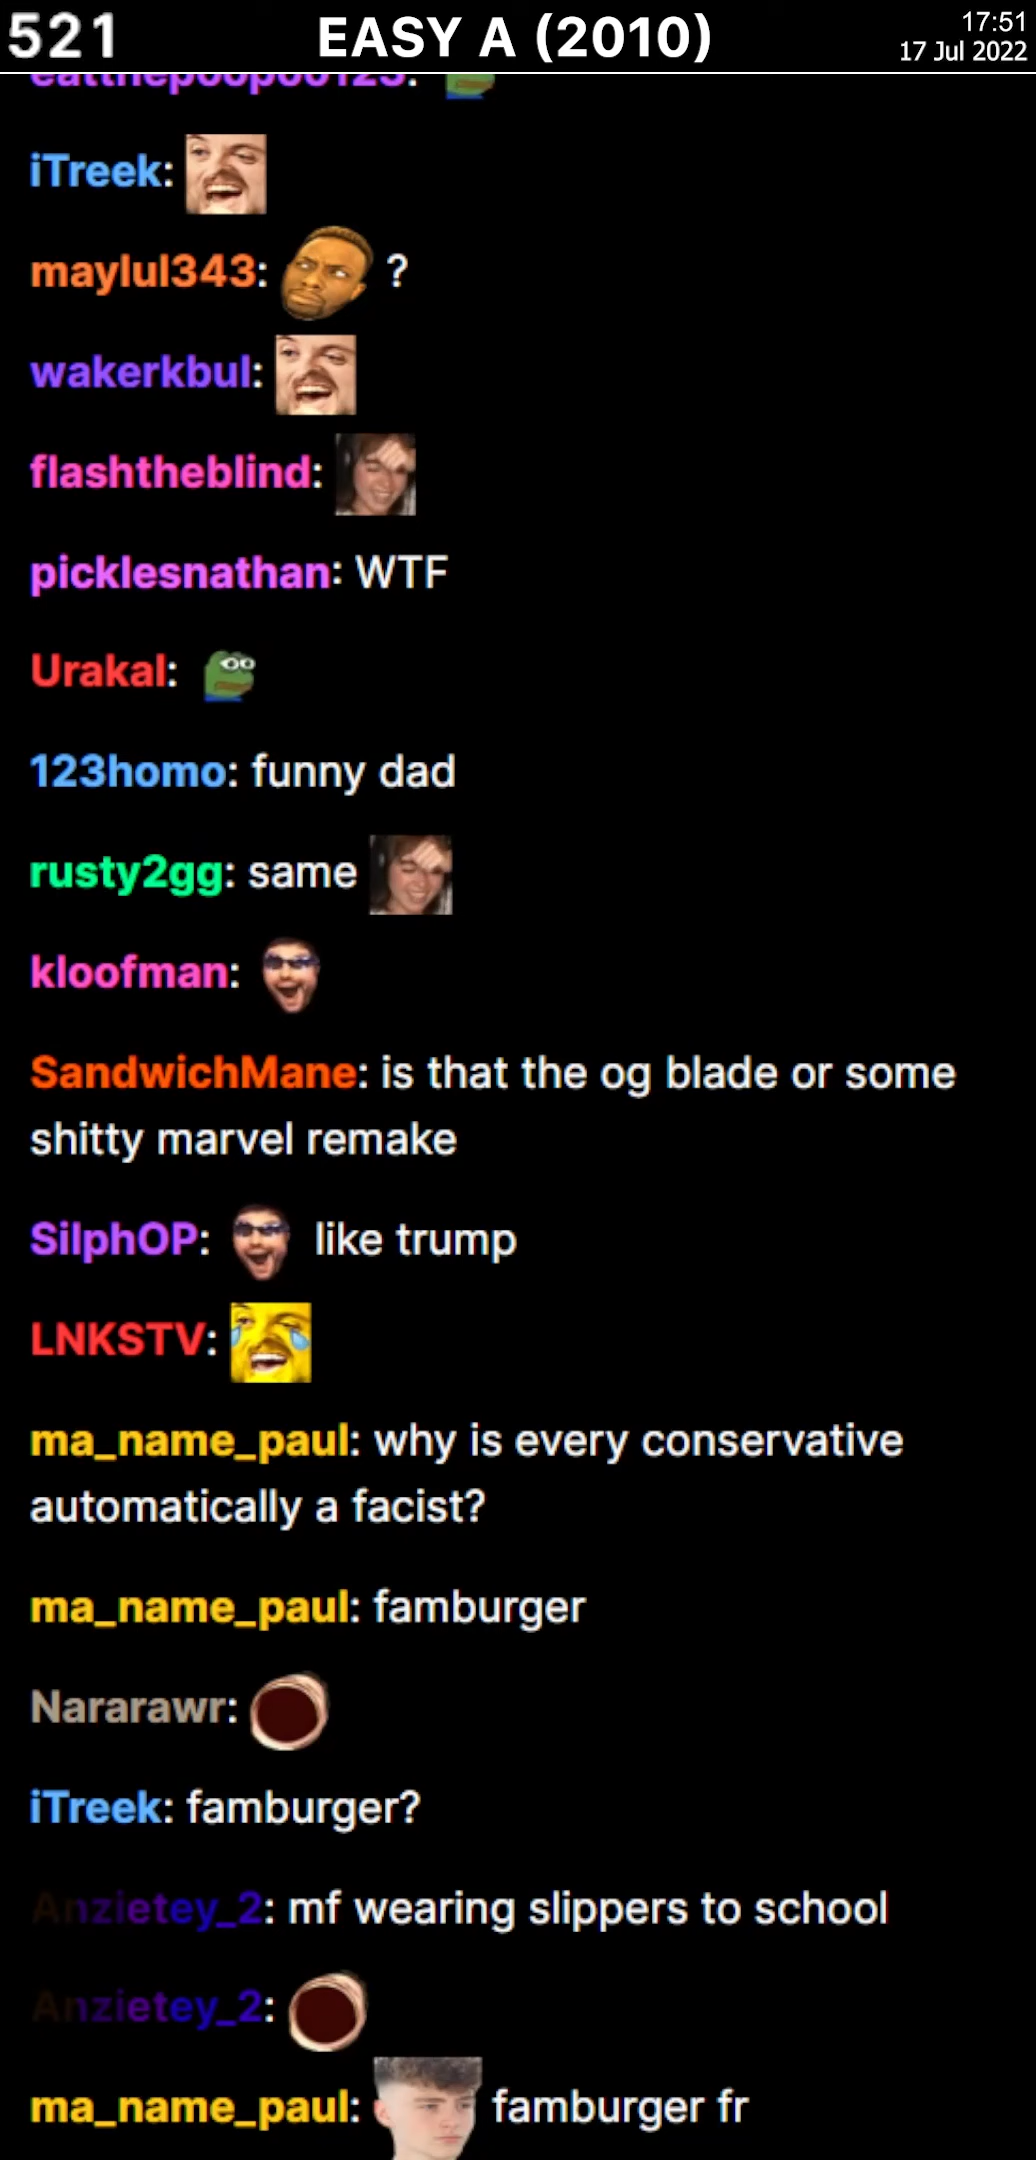 521
EASY A (2010)
17:51
17 Jul 2022
eatthepoopoo123:
iTreek:
maylul343: ?
wakerkbul:
flashtheblind:
picklesnathan: WTF
Urakal:
123homo: funny dad
rusty2gg: same
kloofman:
SandwichMane: is that the og blade or some
shitty marvel remake
SilphOP: like trump
LNKSTV:
ma_name_paul: why is every conservative
automatically a facist?
ma_name_paul: famburger
Nararawr:
iTreek: famburger?
Anzietey_2: mf wearing slippers to school
Anzietey_2:
ma_name_paul: famburger fr